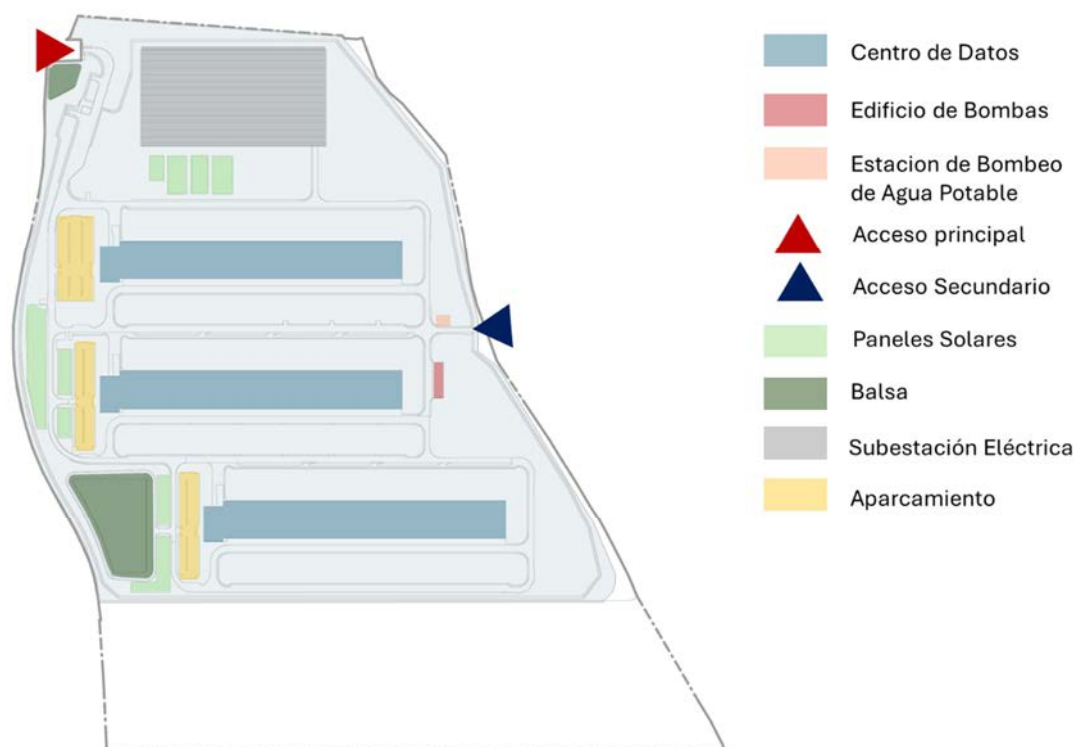 Centro de Datos
Edificio de Bombas
Estacion de Bombeo
de Agua Potable
Acceso principal
Acceso Secundario
Paneles Solares
Balsa
Subestación Eléctrica
Aparcamiento